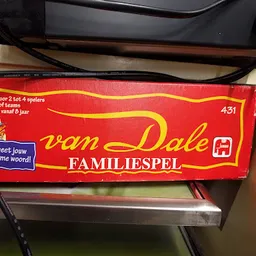 voor 2 tot 4 spelers
of teams
vanaf 8 jaar
431
van Dale
FAMILIESPEL
eet jouw
me woord!